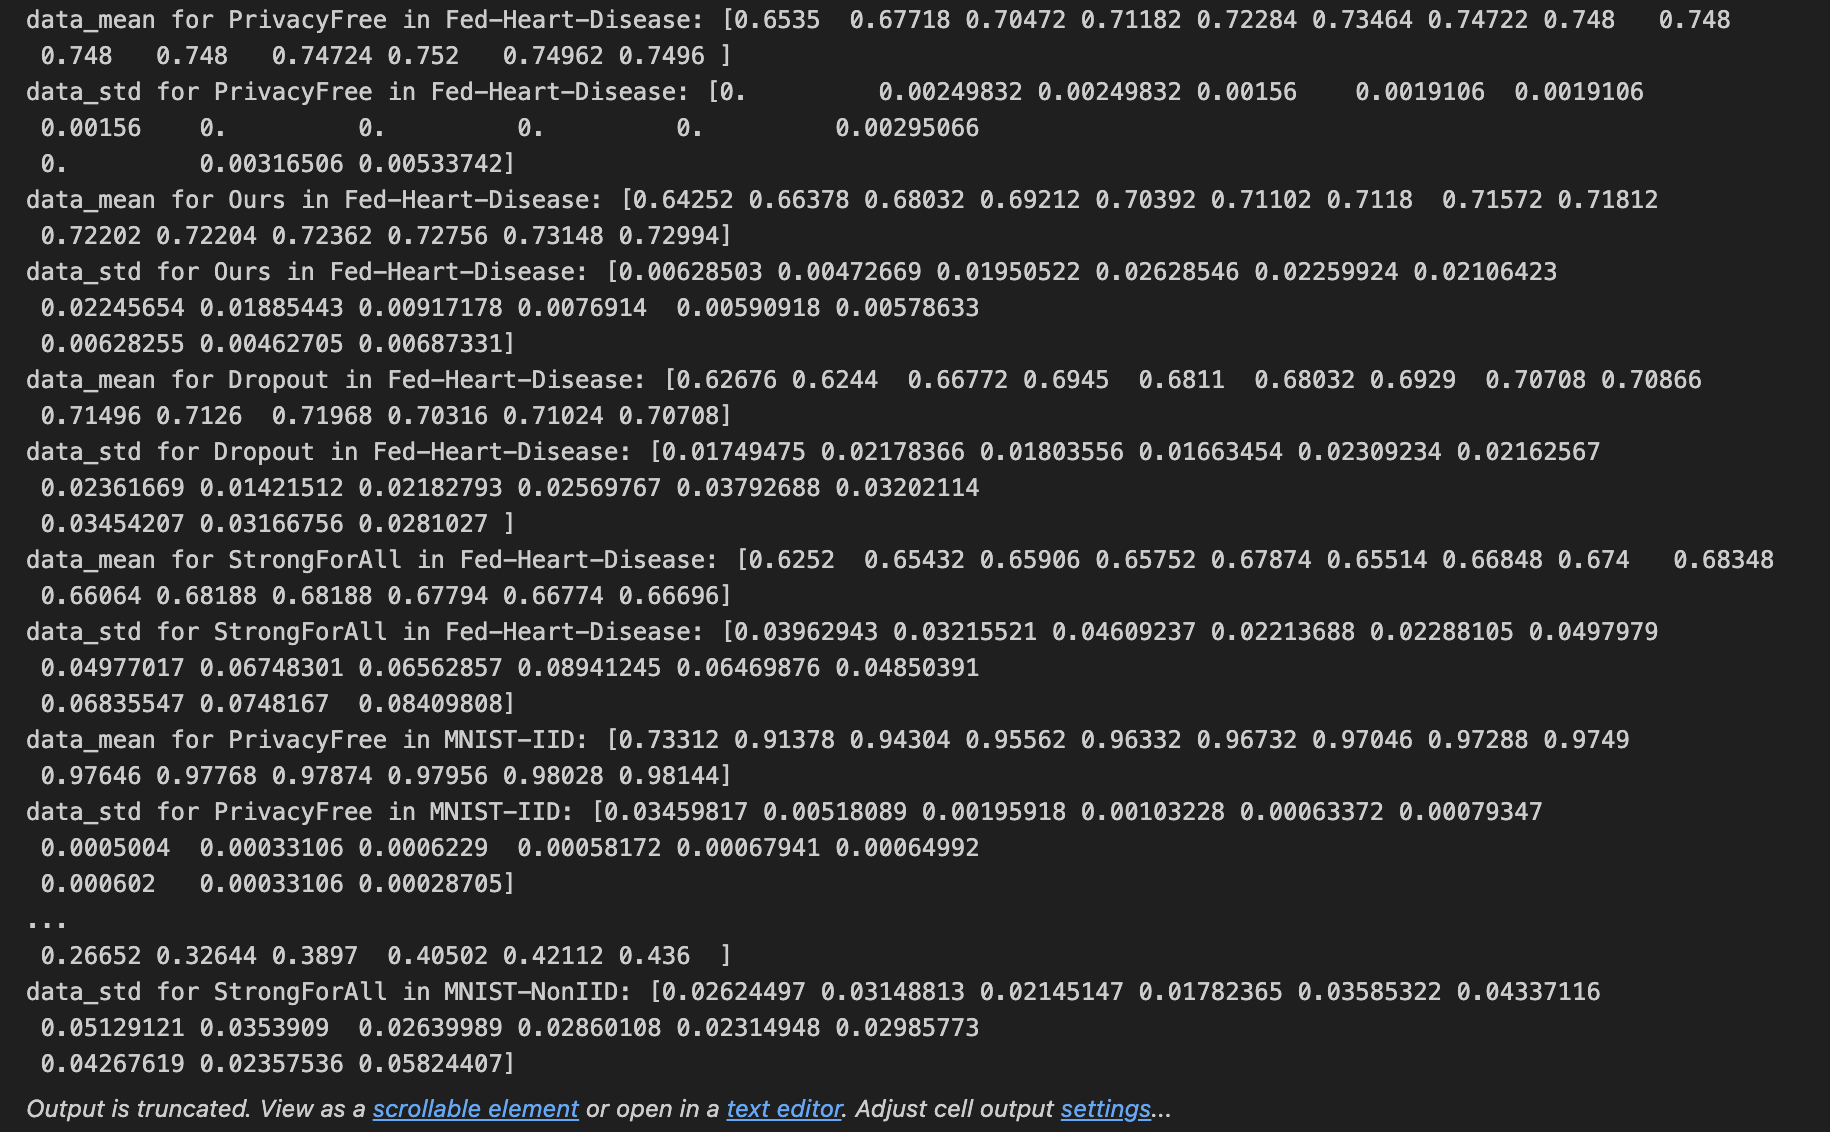 data_mean for PrivacyFree in Fed-Heart-Disease: [0.6535  0.67718 0.70472 0.71182 0.72284 0.73464 0.74722 0.748   0.748
 0.748   0.748   0.74724 0.752   0.74962 0.7496 ]
data_std for PrivacyFree in Fed-Heart-Disease: [0.         0.00249832 0.00249832 0.00156    0.0019106  0.0019106
 0.00156    0.         0.         0.         0.         0.00295066
 0.         0.00316506 0.00533742]
data_mean for Ours in Fed-Heart-Disease: [0.64252 0.66378 0.68032 0.69212 0.70392 0.71102 0.7118  0.71572 0.71812
 0.72202 0.72204 0.72362 0.72756 0.73148 0.72994]
data_std for Ours in Fed-Heart-Disease: [0.00628503 0.00472669 0.01950522 0.02628546 0.02259924 0.02106423
 0.02245654 0.01885443 0.00917178 0.0076914  0.00590918 0.00578633
 0.00628255 0.00462705 0.00687331]
data_mean for Dropout in Fed-Heart-Disease: [0.62676 0.6244  0.66772 0.6945  0.6811  0.68032 0.6929  0.70708 0.70866
 0.71496 0.7126  0.71968 0.70316 0.71024 0.70708]
data_std for Dropout in Fed-Heart-Disease: [0.01749475 0.02178366 0.01803556 0.01663454 0.02309234 0.02162567
 0.02361669 0.01421512 0.02182793 0.02569767 0.03792688 0.03202114
 0.03454207 0.03166756 0.0281027 ]
data_mean for StrongForAll in Fed-Heart-Disease: [0.6252  0.65432 0.65906 0.65752 0.67874 0.65514 0.66848 0.674   0.68348
 0.66064 0.68188 0.68188 0.67794 0.66774 0.66696]
data_std for StrongForAll in Fed-Heart-Disease: [0.03962943 0.03215521 0.04609237 0.02213688 0.02288105 0.0497979
 0.04977017 0.06748301 0.06562857 0.08941245 0.06469876 0.04850391
 0.06835547 0.0748167  0.08409808]
data_mean for PrivacyFree in MNIST-IID: [0.73312 0.91378 0.94304 0.95562 0.96332 0.96732 0.97046 0.97288 0.9749
 0.97646 0.97768 0.97874 0.97956 0.98028 0.98144]
data_std for PrivacyFree in MNIST-IID: [0.03459817 0.00518089 0.00195918 0.00103228 0.00063372 0.00079347
 0.0005004  0.00033106 0.0006229  0.00058172 0.00067941 0.00064992
 0.000602   0.00033106 0.00028705]
...
 0.26652 0.32644 0.3897  0.40502 0.42112 0.436  ]
data_std for StrongForAll in MNIST-NonIID: [0.02624497 0.03148813 0.02145147 0.01782365 0.03585322 0.04337116
 0.05129121 0.0353909  0.02639989 0.02860108 0.02314948 0.02985773
 0.04267619 0.02357536 0.05824407]
Output is truncated. View as a scrollable element or open in a text editor. Adjust cell output settings...